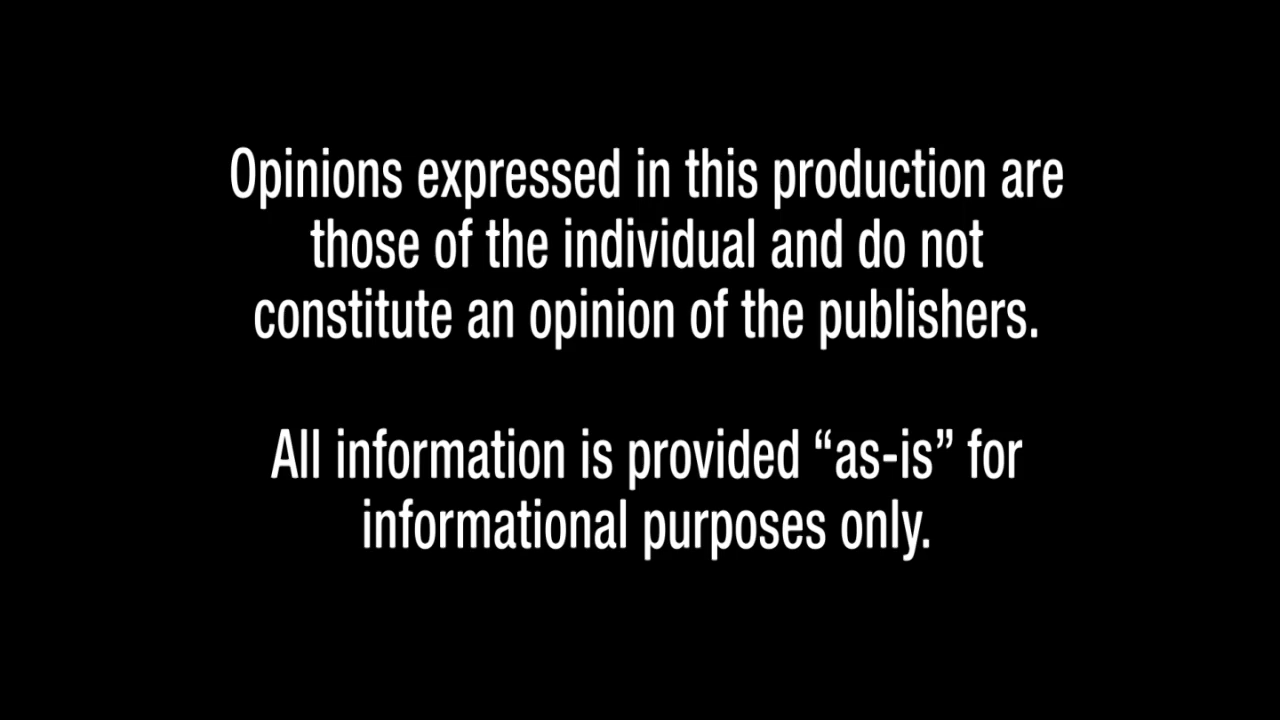 Opinions expressed in this production are
those of the individual and do not
constitute an opinion of the publishers.
All information is provided “as-is” for
informational purposes only.